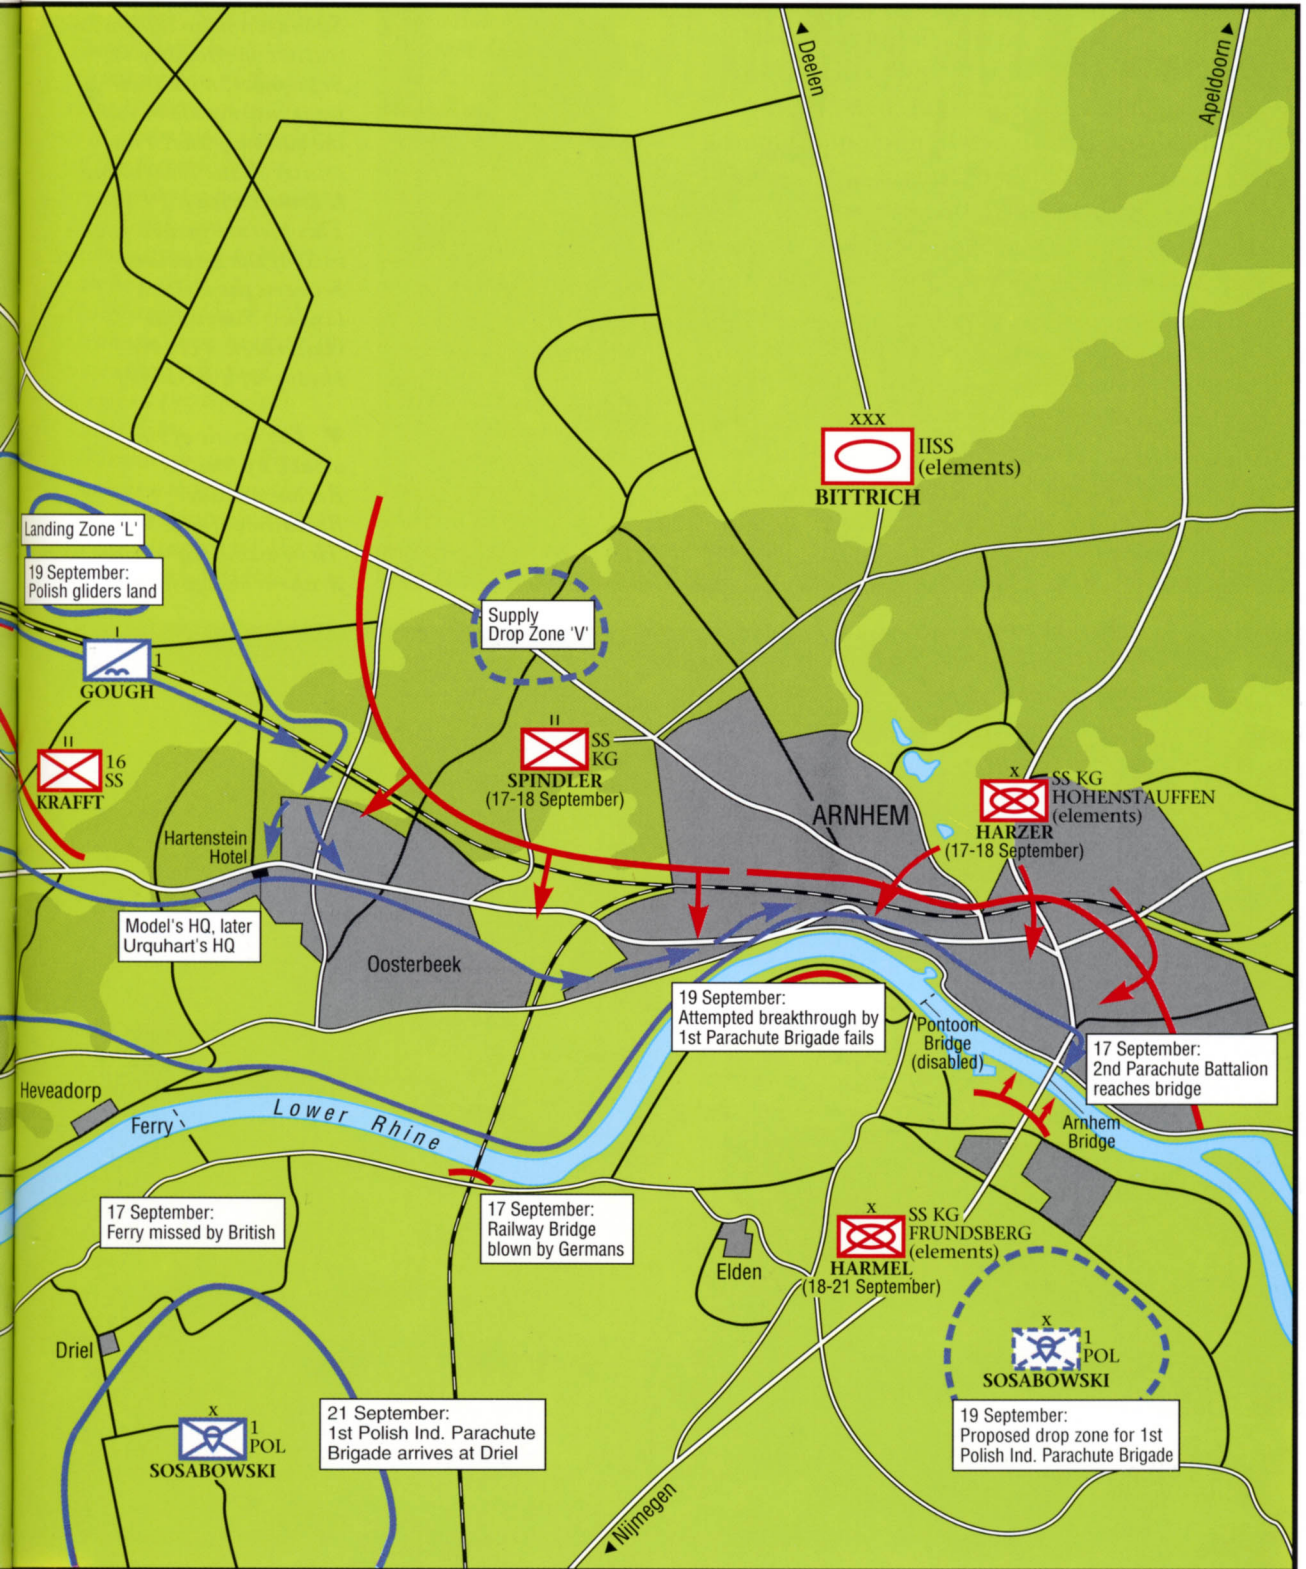 Deelen
Apeldoorn
XXX
IISS
(elements)
BITTRICH
Landing Zone 'L'
19 September:
Polish gliders land
Supply
Drop Zone 'V'
I
1
GOUGH
II
16
SS
KRAFFT
II
SS
KG
SPINDLER
(17-18 September)
ARNHEM
X
SS KG
HOHENSTAUFFEN
(elements)
HARZER
(17-18 September)
Hartenstein
Hotel
Model's HQ, later
Urquhart's HQ
Oosterbeek
19 September:
Attempted breakthrough by
1st Parachute Brigade fails
Pontoon
Bridge
(disabled)
17 September:
2nd Parachute Battalion
reaches bridge
Heveadorp
Ferry
Lower Rhine
Arnhem
Bridge
17 September:
Ferry missed by British
17 September:
Railway Bridge
blown by Germans
X
SS KG
FRUNDSBERG
(elements)
HARMEL
(18-21 September)
Elden
Driel
X
1
POL
SOSABOWSKI
21 September:
1st Polish Ind. Parachute
Brigade arrives at Driel
X
1
POL
SOSABOWSKI
19 September:
Proposed drop zone for 1st
Polish Ind. Parachute Brigade
Nijmegen